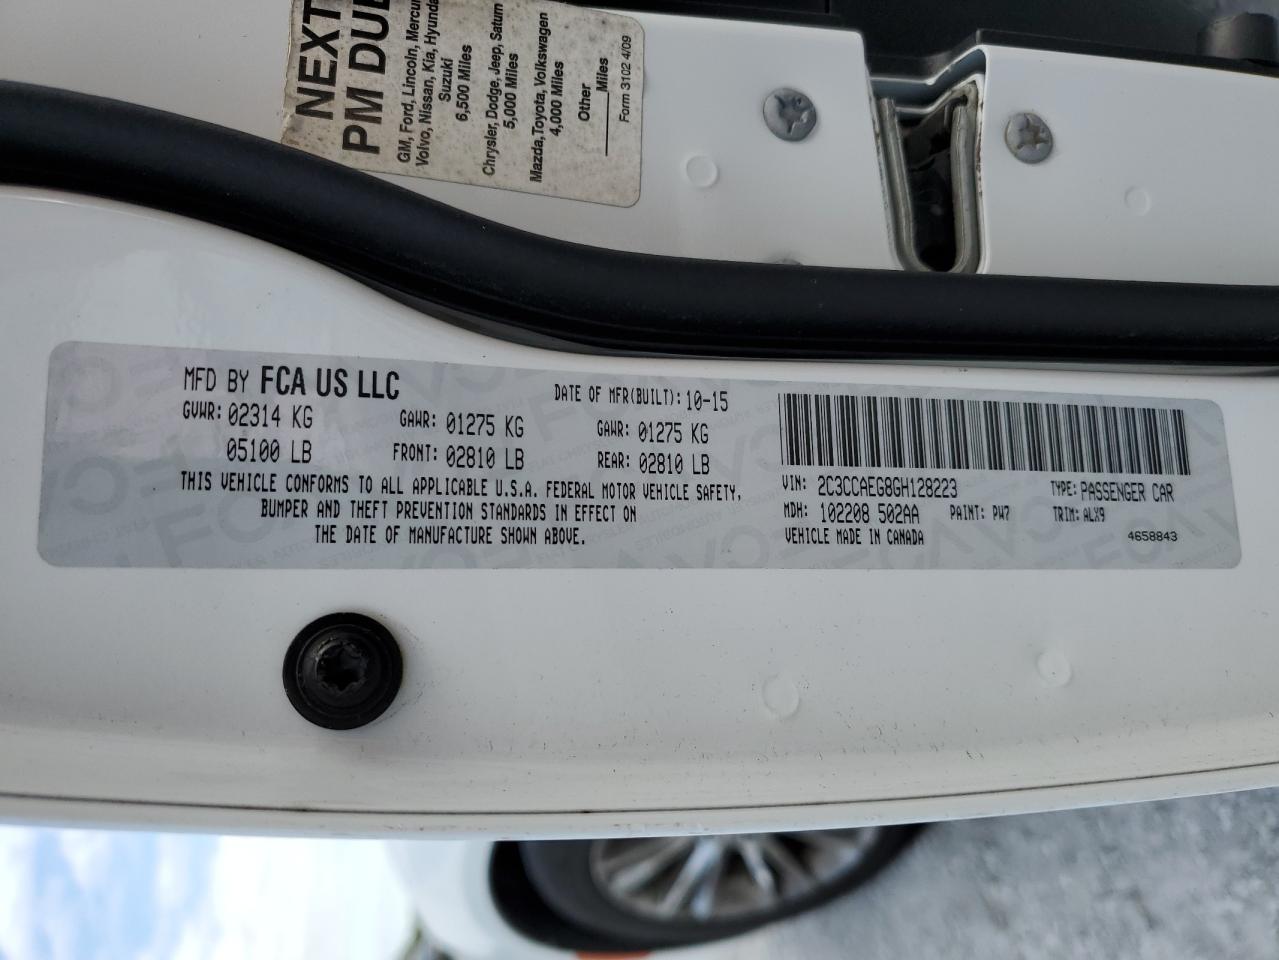 NEXT
PM DUE
GM, Ford, Lincoln, Mercury
Volvo, Nissan, Kia, Hyundai
Suzuki
6,500 Miles
Chrysler, Dodge, Jeep, Saturn
5,000 Miles
Mazda, Toyota, Volkswagen
4,000 Miles
Other
Miles
Form 3102 4/09
MFD BY FCA US LLC
DATE OF MFR(BUILT): 10-15
GVWR: 02314 KG GAWR: 01275 KG GAWR: 01275 KG
05100 LB FRONT: 02810 LB REAR: 02810 LB
THIS VEHICLE CONFORMS TO ALL APPLICABLE U.S.A. FEDERAL MOTOR VEHICLE SAFETY,
BUMPER AND THEFT PREVENTION STANDARDS IN EFFECT ON
THE DATE OF MANUFACTURE SHOWN ABOVE.
VIN: 2C3CCAEG8GH128223 TYPE: PASSENGER CAR
MDH: 102208 502AA PAINT: PW7 TRIM: ALX9
VEHICLE MADE IN CANADA 4658843